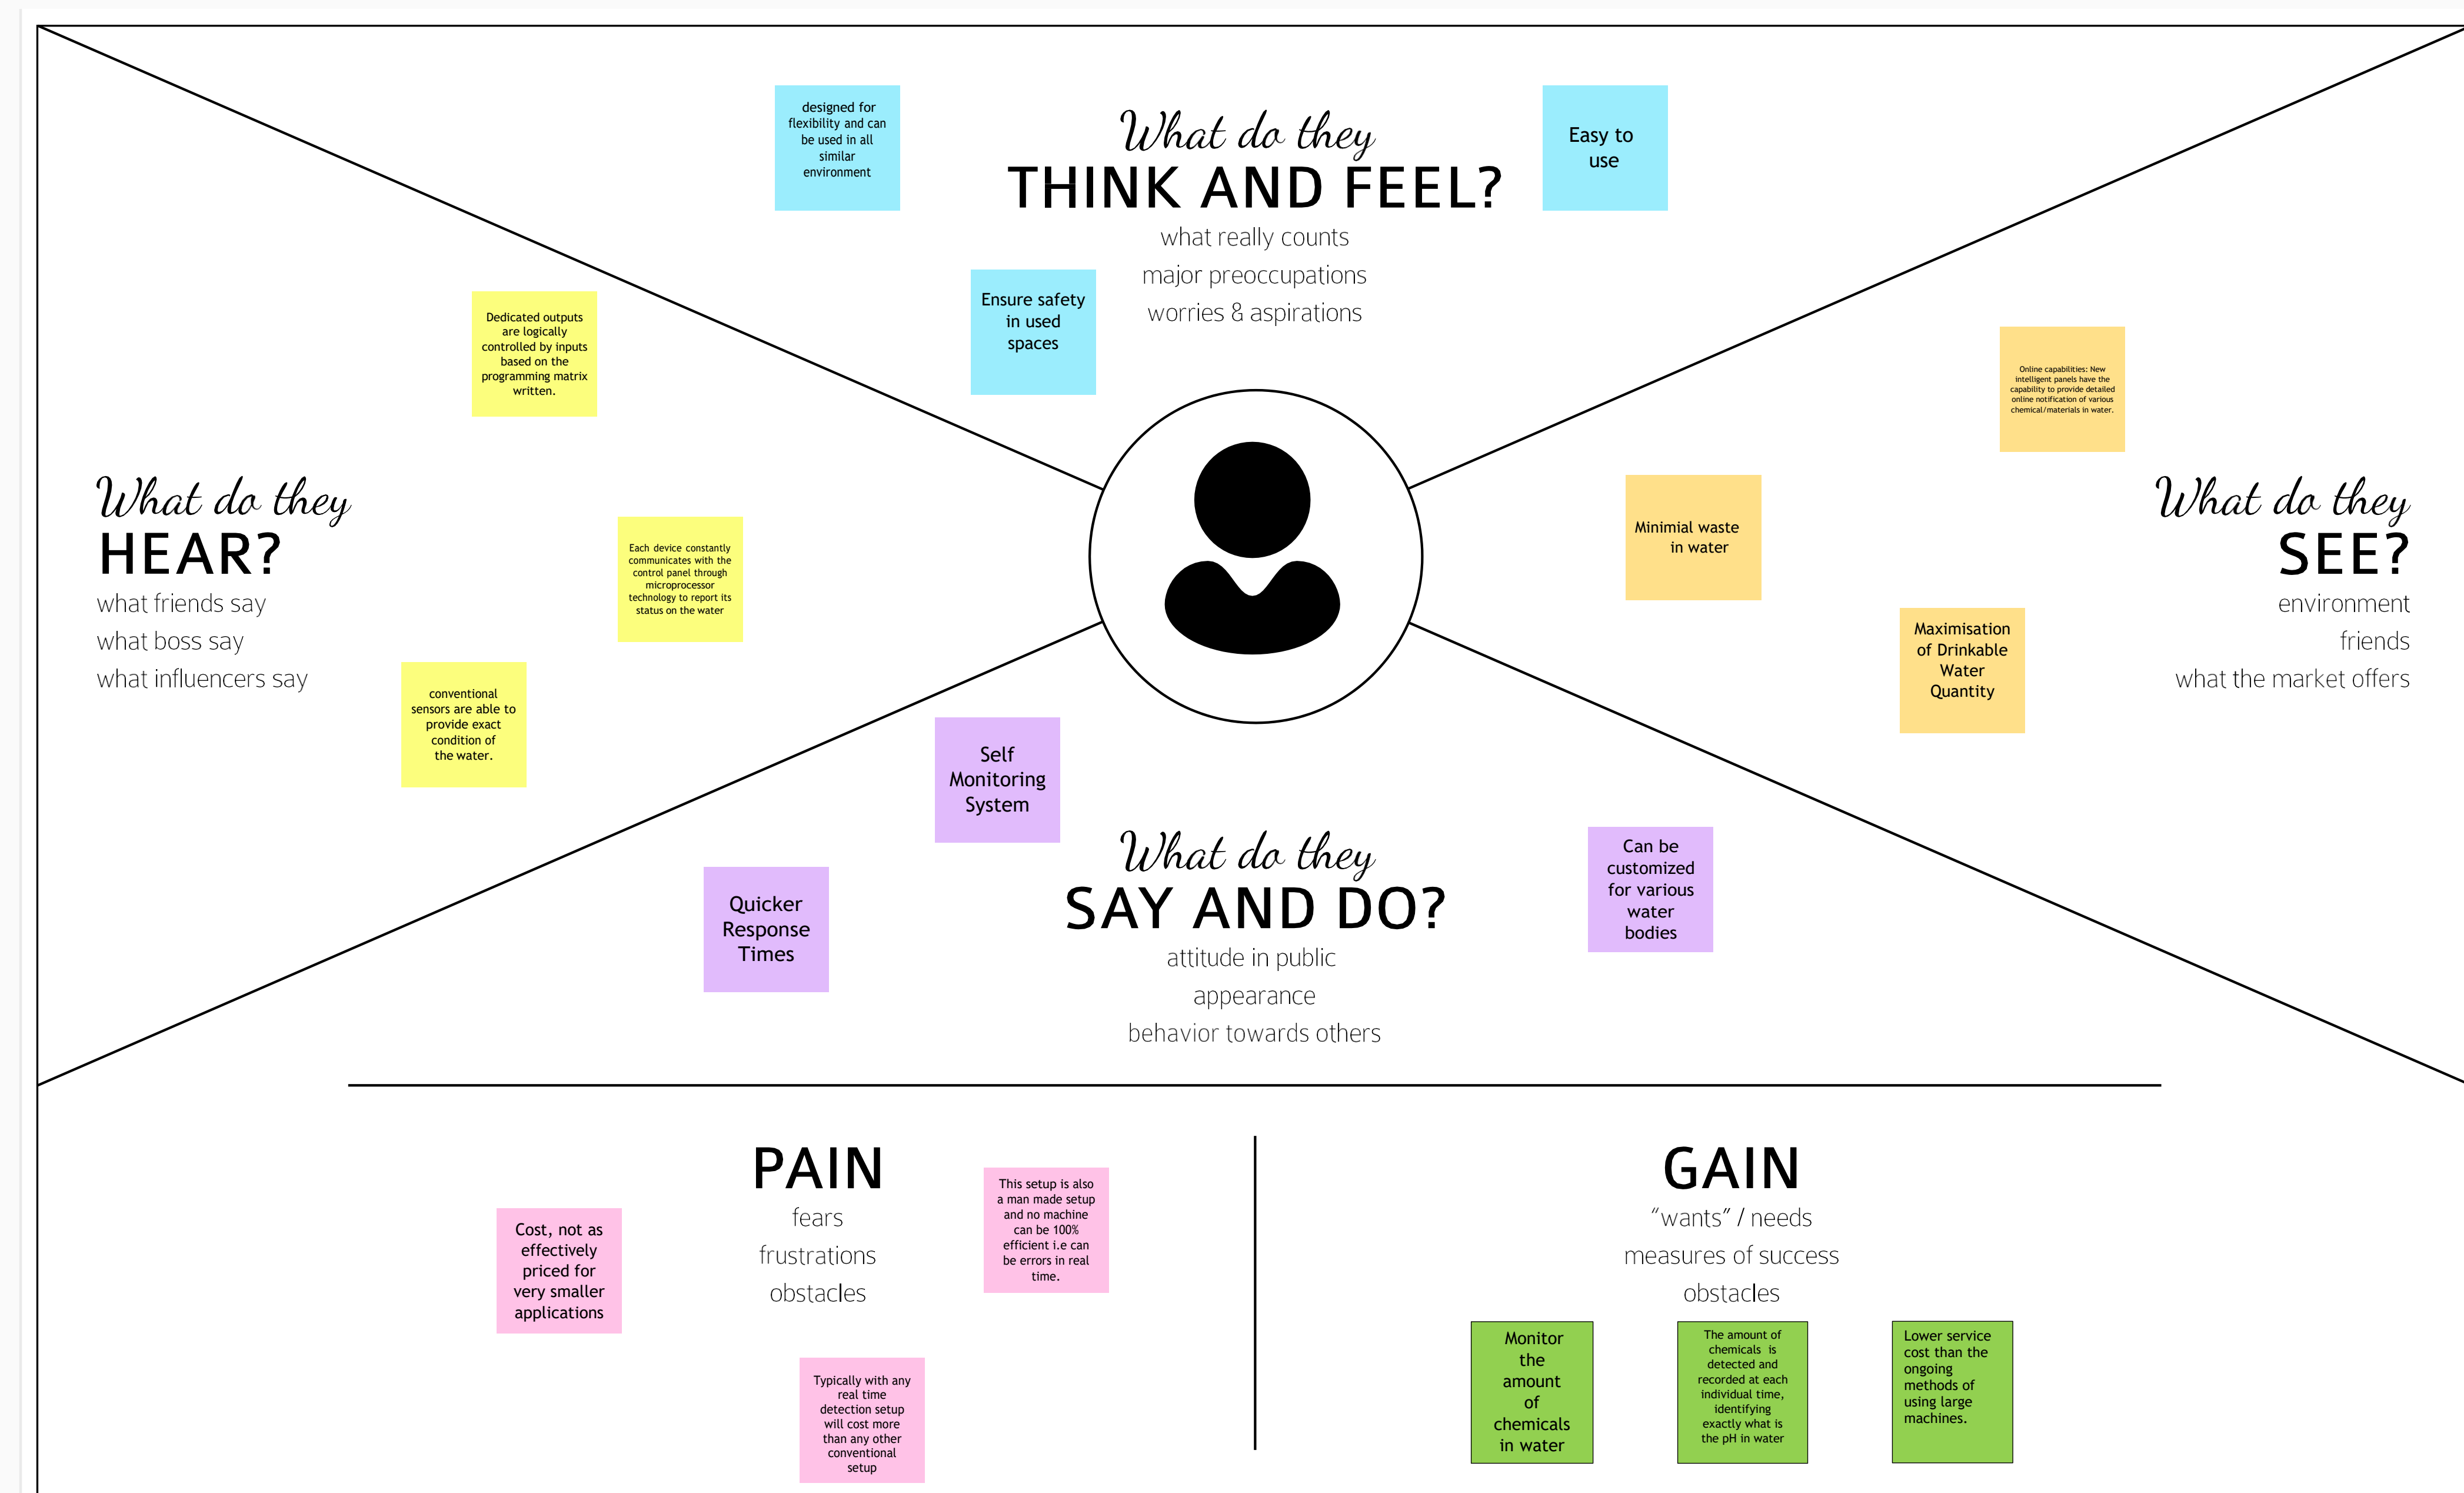 What do they
THINK AND FEEL?
what really counts
major preoccupations
worries & aspirations
designed for
flexibility and can
be used in all
similar
environment
Easy to
use
Ensure safety
in used
spaces
What do they
HEAR?
what friends say
what boss say
what influencers say
Dedicated outputs
are logically
controlled by inputs
based on the
programming matrix
written.
Each device constantly
communicates with the
control panel through
microprocessor
technology to report its
status on the water
conventional
sensors are able to
provide exact
condition of
the water.
What do they
SEE?
environment
friends
what the market offers
Online capabilities: New
intelligent panels have the
capability to provide detailed
online notification of various
chemical/materials in water.
Minimial waste
in water
Maximisation
of Drinkable
Water
Quantity
What do they
SAY AND DO?
attitude in public
appearance
behavior towards others
Self
Monitoring
System
Quicker
Response
Times
Can be
customized
for various
water
bodies
PAIN
fears
frustrations
obstacles
Cost, not as
effectively
priced for
very smaller
applications
This setup is also
a man made setup
and no machine
can be 100%
efficient i.e can
be errors in real
time.
Typically with any
real time
detection setup
will cost more
than any other
conventional
setup
GAIN
“wants” / needs
measures of success
obstacles
Monitor
the
amount
of
chemicals
in water
The amount of
chemicals is
detected and
recorded at each
individual time,
identifying
exactly what is
the pH in water
Lower service
cost than the
ongoing
methods of
using large
machines.